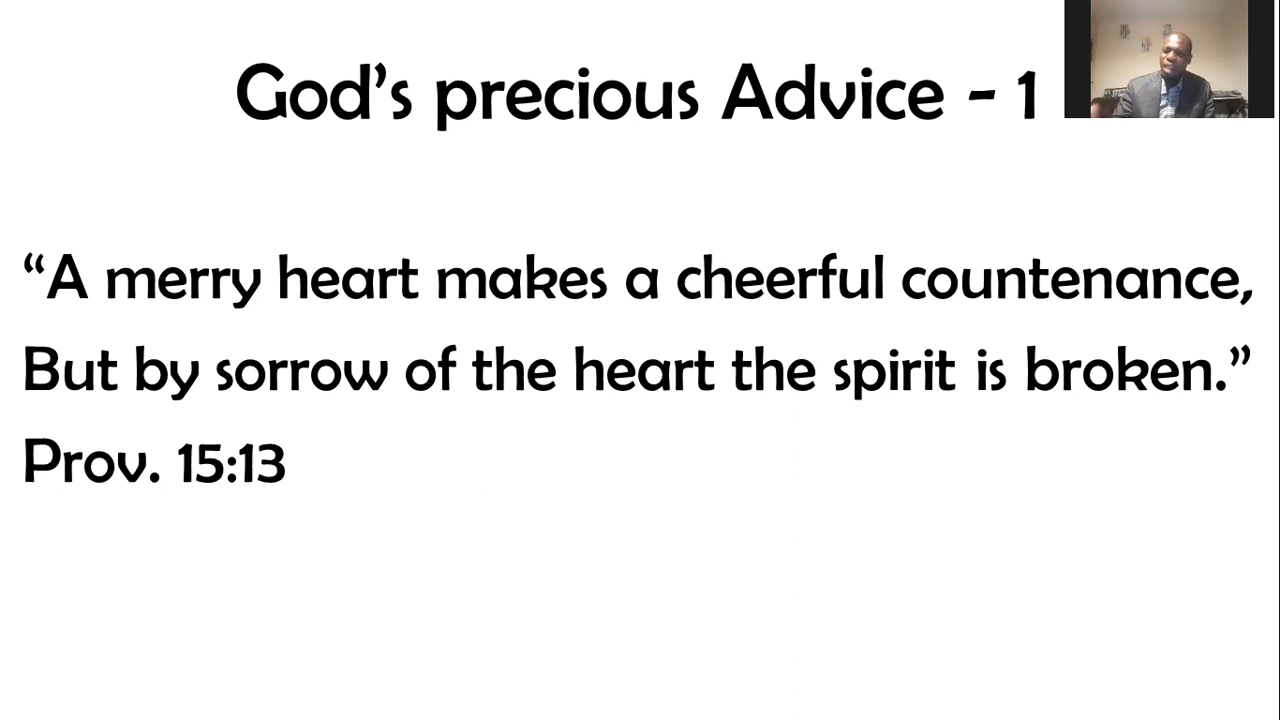 God’s precious Advice - 1
“A merry heart makes a cheerful countenance,
But by sorrow of the heart the spirit is broken.”
Prov. 15:13